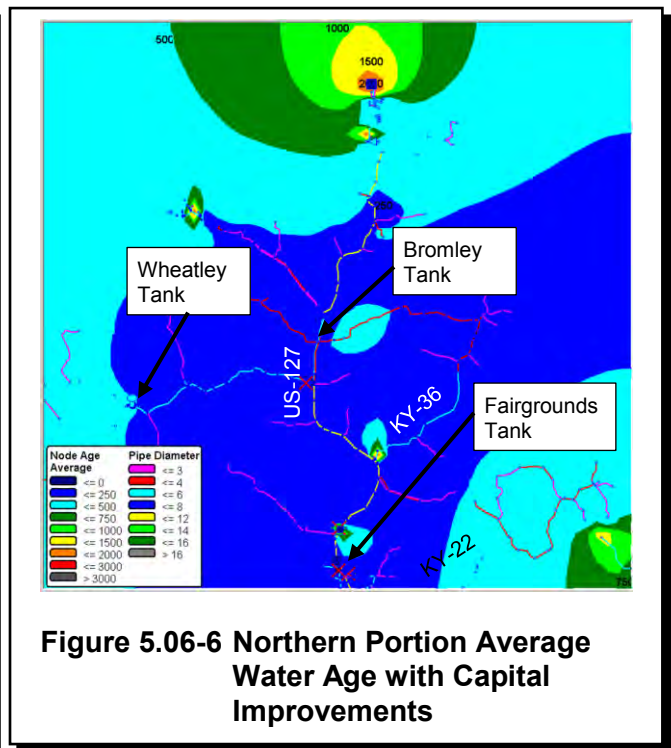 500
1000
1500
2000
Wheatley
Tank
Bromley
Tank
US-127
KY-36
Fairgrounds
Tank
KY-22
750
Node Age
Average
<= 0
<= 250
<= 500
<= 750
<= 1000
<= 1500
<= 2000
<= 3000
> 3000
Pipe Diameter
<= 3
<= 4
<= 6
<= 8
<= 12
<= 14
<= 16
> 16
Figure 5.06-6 Northern Portion Average
Water Age with Capital
Improvements